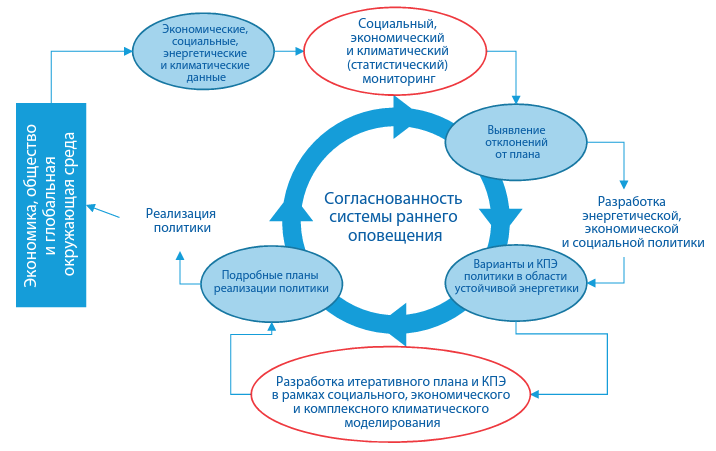 Экономические,
социальные,
энергетические
и климатические
данные
Социальный,
экономический
и климатический
(статистический)
мониторинг
Выявление
отклонений
от плана
Экономика, общество
и глобальная
окружающая среда
Согласованность
системы раннего
оповещения
Реализация
политики
Разработка
энергетической,
экономической
и социальной политики
Подробные планы
реализации политики
Варианты и КПЭ
политики в области
устойчивой энергетики
Разработка итеративного плана и КПЭ
в рамках социального, экономического
и комплексного климатического
моделирования